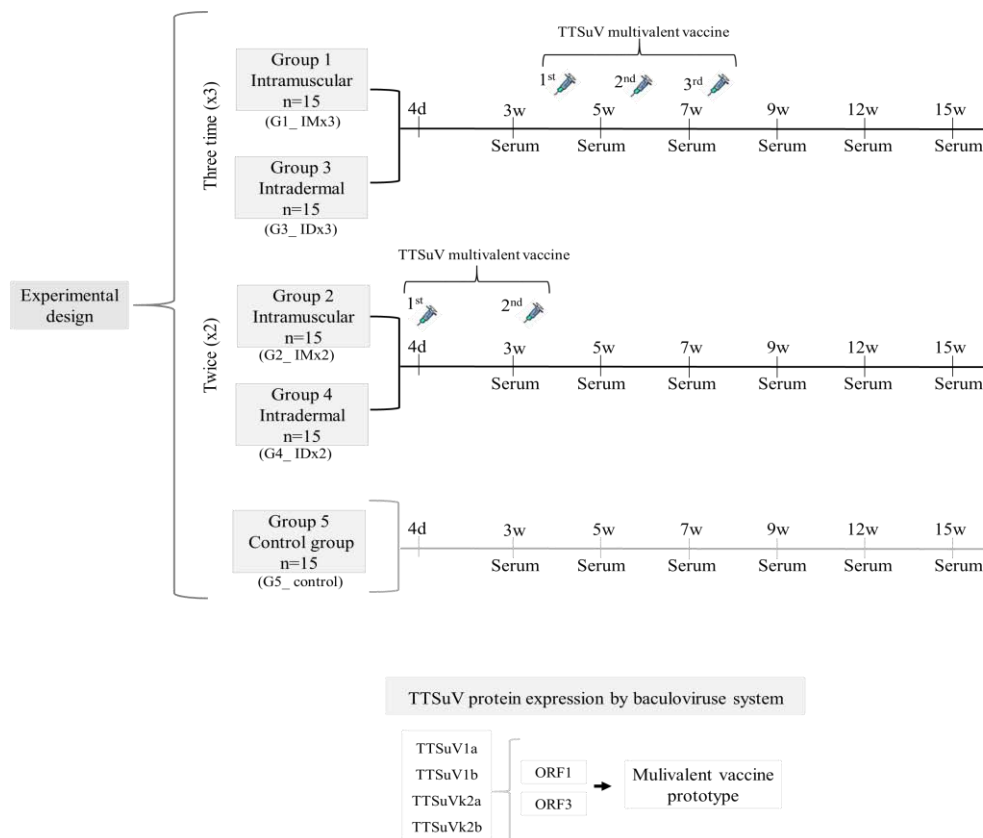 TTSuV multivalent vaccine
1st 2nd 3rd
Three time (x3)
Group 1
Intramuscular
n=15
(G1_ IMx3)
Group 3
Intradermal
n=15
(G3_ IDx3)
4d 3w 5w 7w 9w 12w 15w
Serum Serum Serum Serum Serum Serum
Experimental
design
TTSuV multivalent vaccine
1st 2nd
Twice (x2)
Group 2
Intramuscular
n=15
(G2_ IMx2)
Group 4
Intradermal
n=15
(G4_ IDx2)
4d 3w 5w 7w 9w 12w 15w
Serum Serum Serum Serum Serum Serum
Group 5
Control group
n=15
(G5_ control)
4d 3w 5w 7w 9w 12w 15w
Serum Serum Serum Serum Serum Serum
TTSuV protein expression by baculoviruse system
TTSuV1a
TTSuV1b
TTSuVk2a
TTSuVk2b
ORF1
ORF3
Mulivalent vaccine
prototype